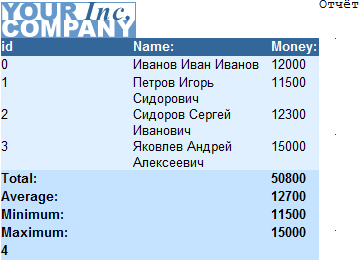 YOUR Inc,
COMPANY
Отчёт
id Name: Money:
0 Иванов Иван Иванов 12000
1 Петров Игорь 11500
Сидорович
2 Сидоров Сергей 12300
Иванович
3 Яковлев Андрей 15000
Алексеевич
Total: 50800
Average: 12700
Minimum: 11500
Maximum: 15000
4